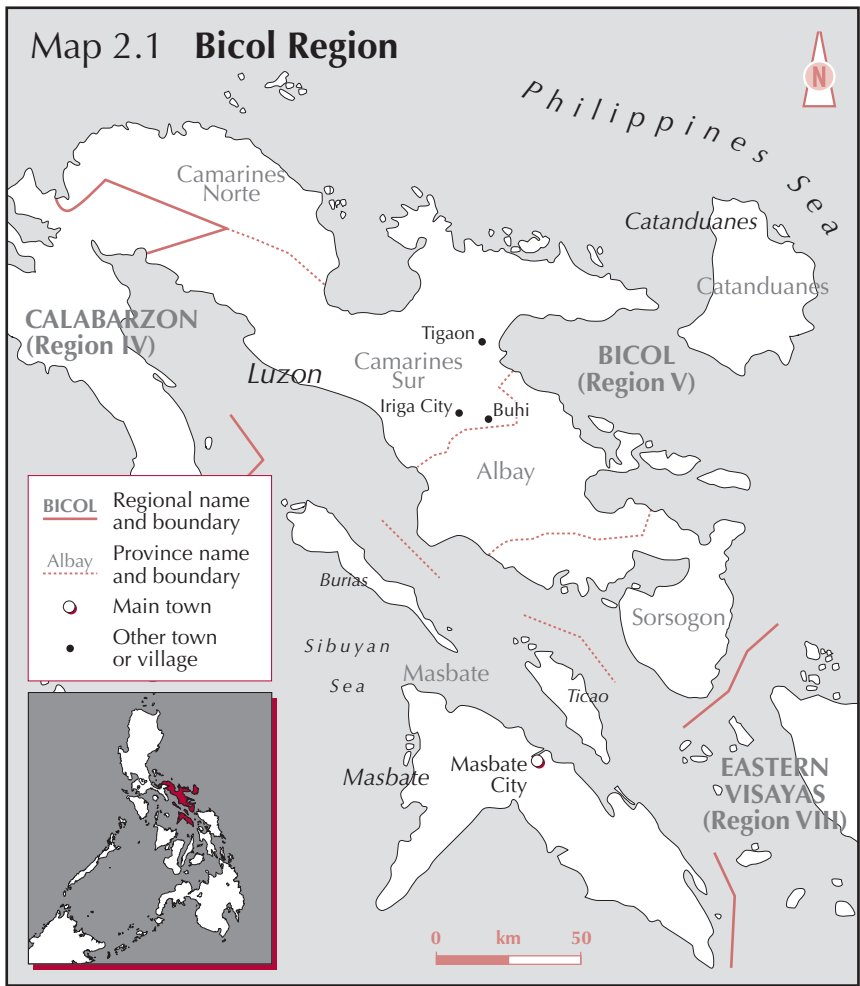 Map 2.1 Bicol Region
N
Philippines Sea
Camarines
Norte
Catanduanes
Catanduanes
CALABARZON
(Region IV)
Tigaon
BICOL
(Region V)
Luzon
Camarines
Sur
Iriga City
Buhi
Albay
BICOL
Regional name
and boundary
Albay
Province name
and boundary
Main town
Other town
or village
Burias
Sorsogon
Sibuyan
Sea
Masbate
Ticao
Masbate
Masbate
City
EASTERN
VISAYAS
(Region VIII)
0 km 50